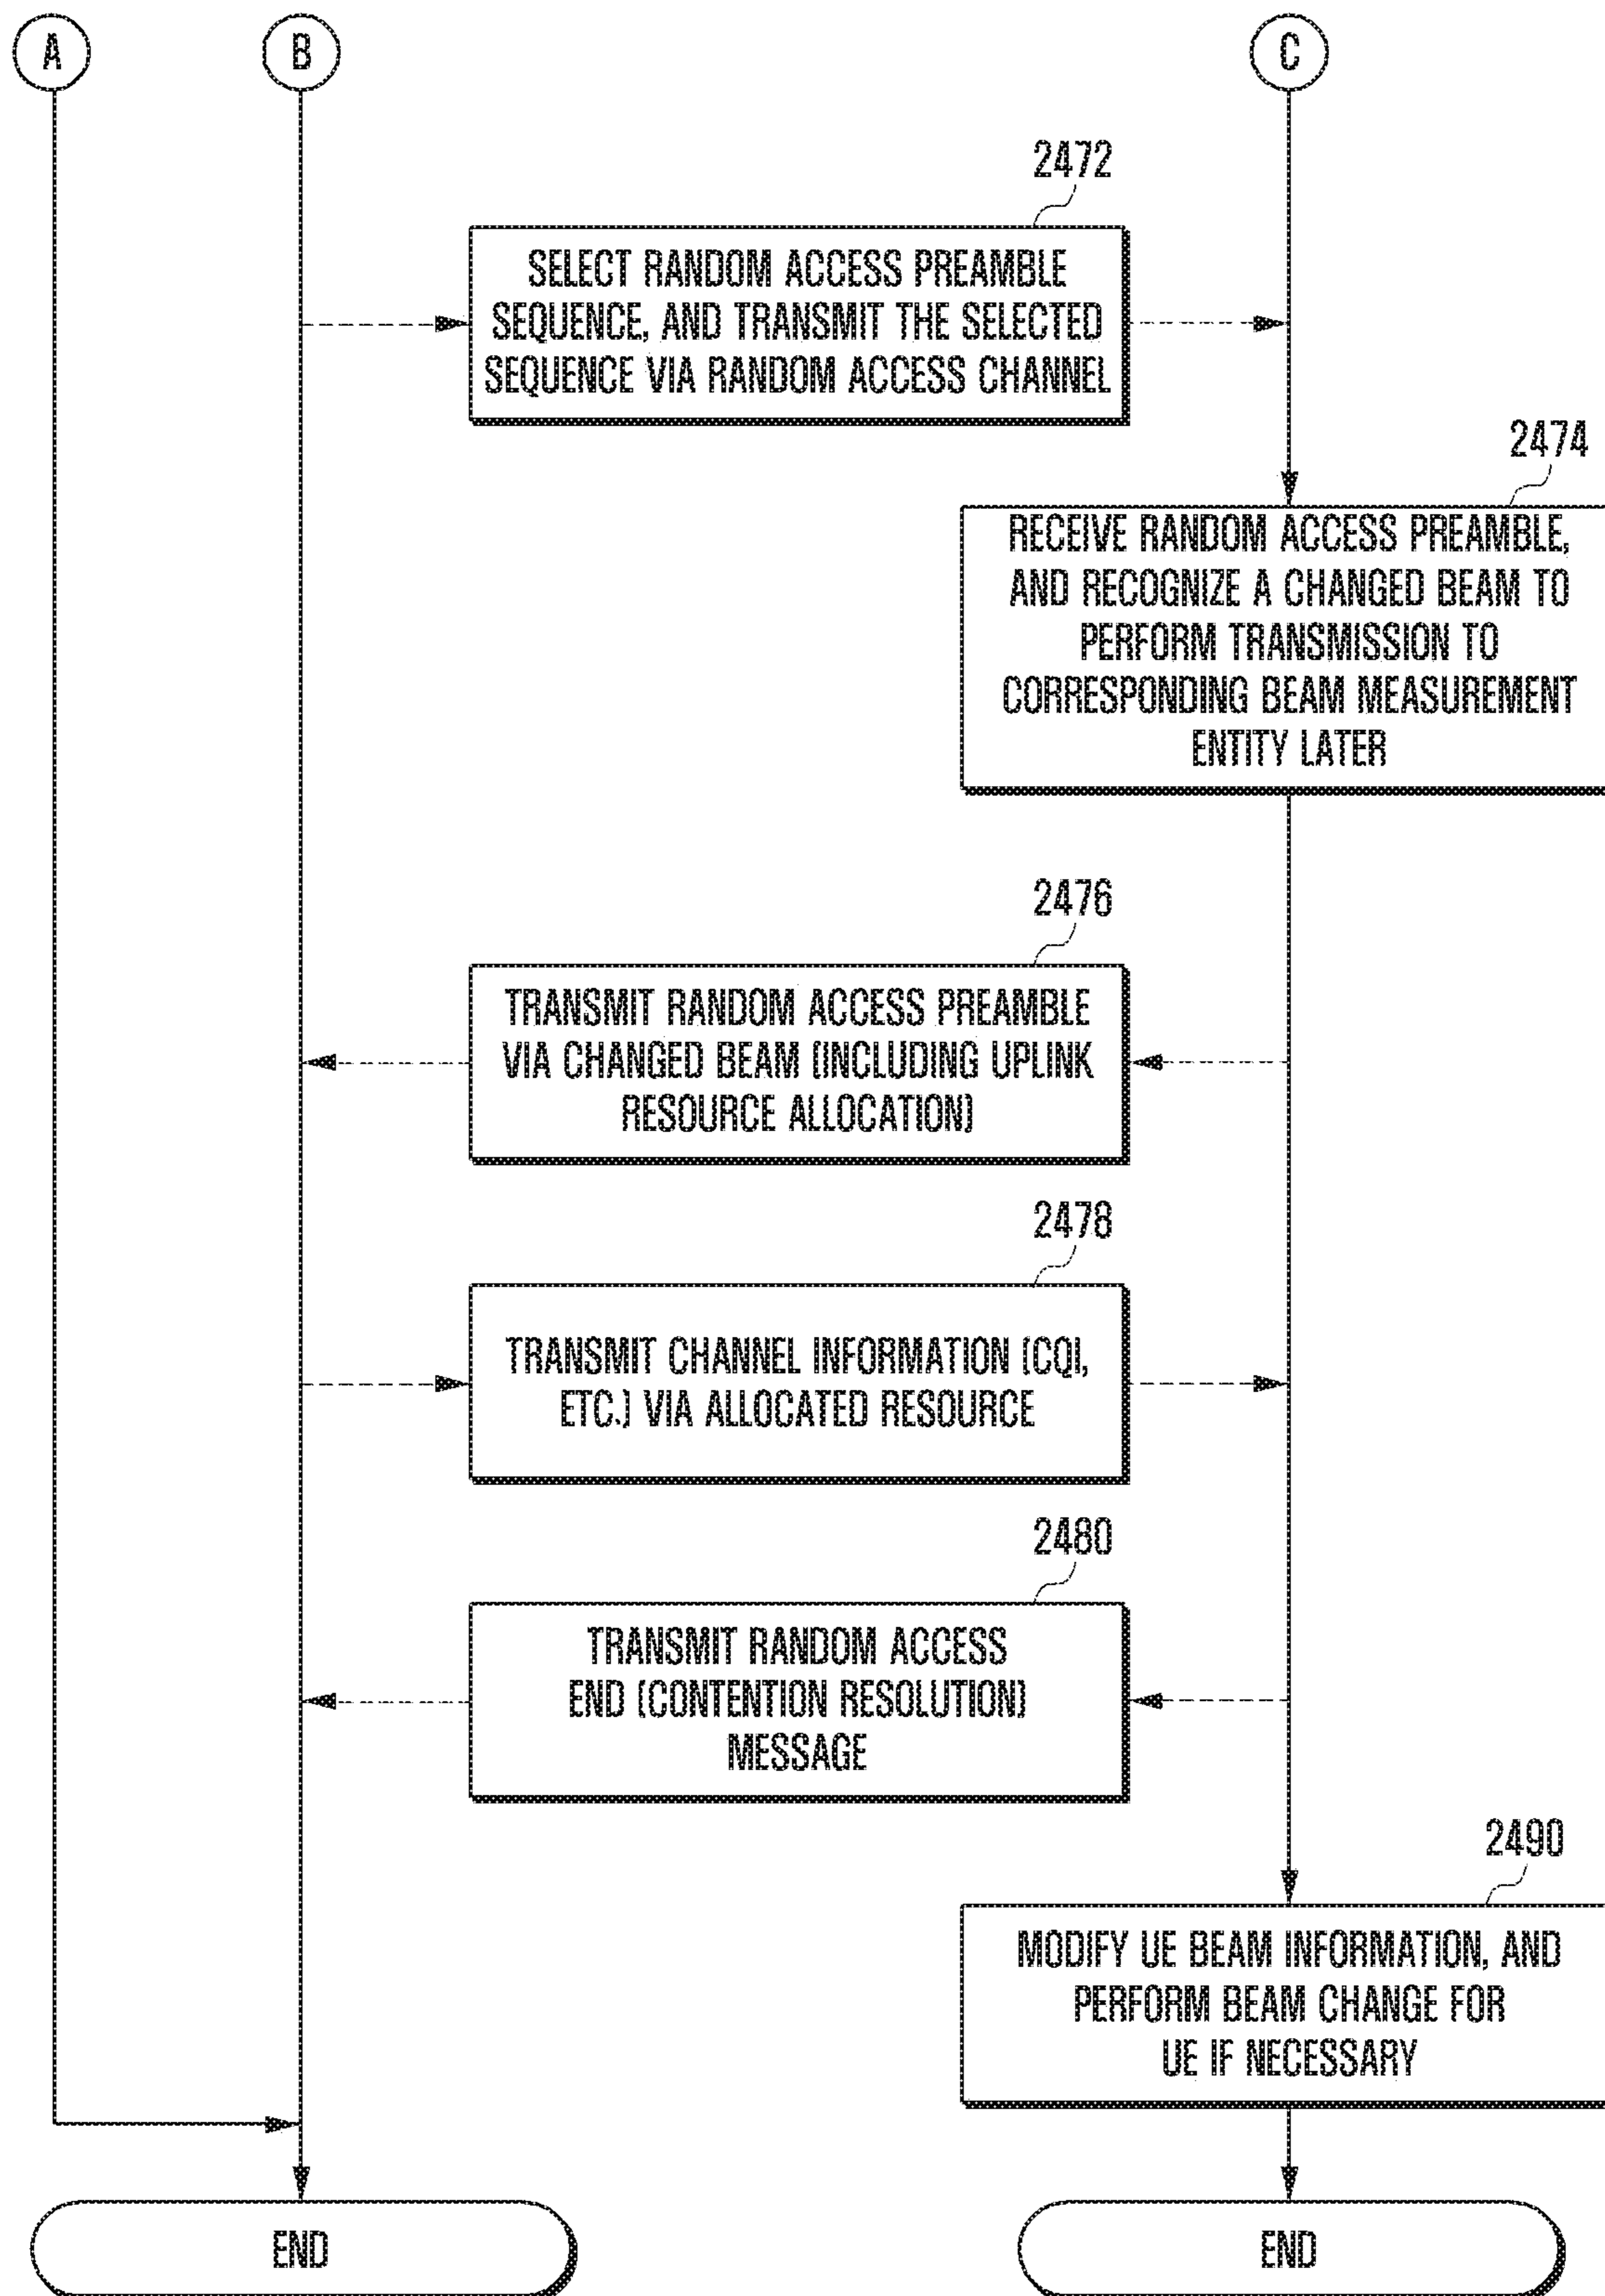 A
B
C
2472
SELECT RANDOM ACCESS PREAMBLE
SEQUENCE, AND TRANSMIT THE SELECTED
SEQUENCE VIA RANDOM ACCESS CHANNEL
2474
RECEIVE RANDOM ACCESS PREAMBLE,
AND RECOGNIZE A CHANGED BEAM TO
PERFORM TRANSMISSION TO
CORRESPONDING BEAM MEASUREMENT
ENTITY LATER
2476
TRANSMIT RANDOM ACCESS PREAMBLE
VIA CHANGED BEAM (INCLUDING UPLINK
RESOURCE ALLOCATION)
2478
TRANSMIT CHANNEL INFORMATION (CQI,
ETC.) VIA ALLOCATED RESOURCE
2480
TRANSMIT RANDOM ACCESS
END (CONTENTION RESOLUTION)
MESSAGE
2490
MODIFY UE BEAM INFORMATION, AND
PERFORM BEAM CHANGE FOR
UE IF NECESSARY
END
END